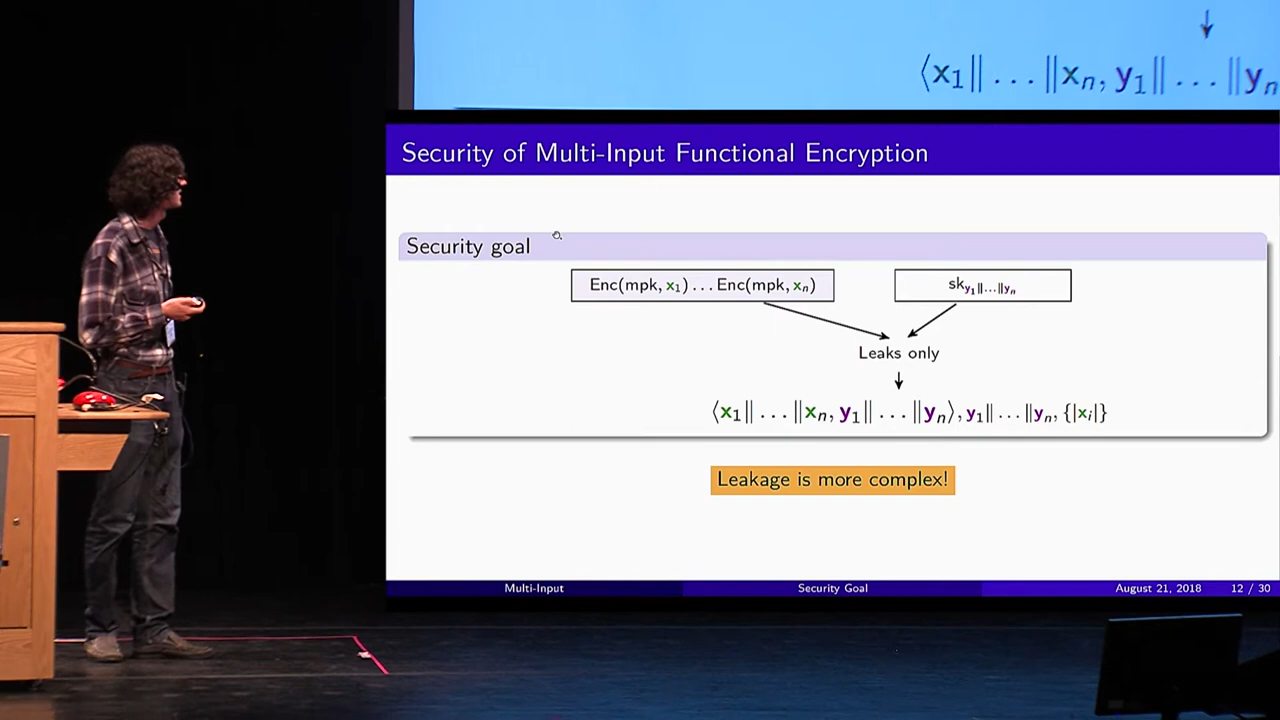 ⟨x₁‖ . . . ‖xₙ, y₁‖ . . . ‖yₙ
Security of Multi-Input Functional Encryption
Security goal
Enc(mpk, x₁) . . . Enc(mpk, xₙ)
sk_y₁‖...‖yₙ
Leaks only
⟨x₁‖ . . . ‖xₙ, y₁‖ . . . ‖yₙ⟩, y₁‖ . . . ‖yₙ, {|xᵢ|}
Leakage is more complex!
Multi-Input Security Goal August 21, 2018 12 / 30